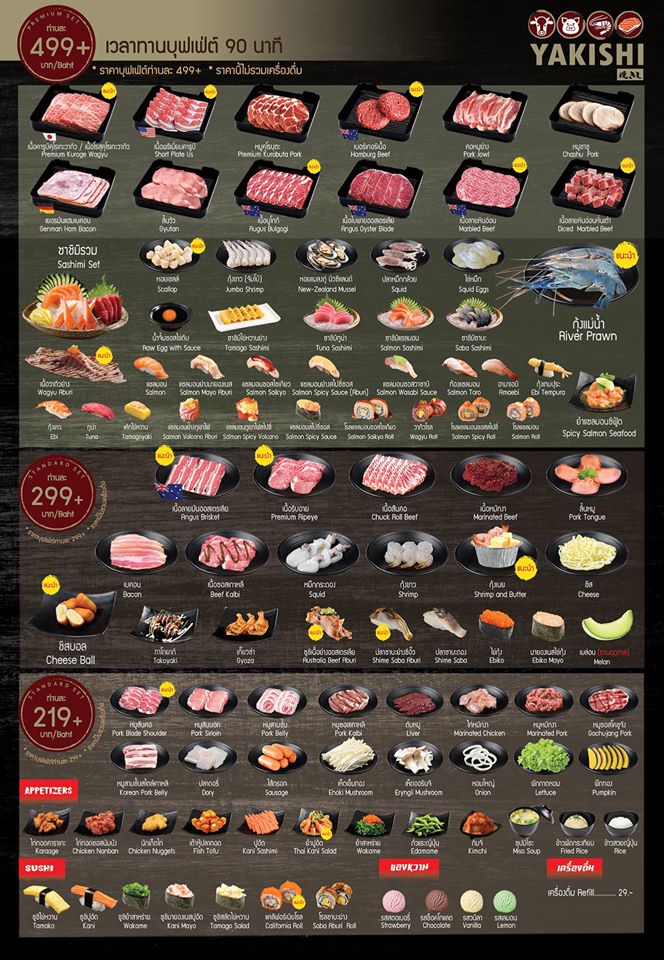 PREMIUM SET
ท่านละ
499+
บาท/Baht
เวลาทานบุฟเฟ่ต์ 90 นาที
* ราคาบุฟเฟ่ต์ท่านละ 499+ * ราคานี้ไม่รวมเครื่องดื่ม
YAKISHI
Premium Kuroge Wagyu
เนื้อพรีเมี่ยมคารูบิ
Short Plate Us
หมูคุโรบูตะ
Premium Kurobuta Pork
เบอร์เกอร์เนื้อ
Hamburg Beef
คอหมูย่าง
Pork Jowl
หมูชาชู
Chashu Pork
เยอรมันแฮมเบคอน
Genman Ham Bacon
ลิ้นวัว
Gyutan
เนื้อบูโกกิ
Augus Bulgogi
เนื้อใบพายออสเตรเลีย
Angus Oyster Blade
เนื้อลายหินอ่อน
Marbled Beef
เนื้อลายหินอ่อนหั่นเต๋า
Diced Marbled Beef
ซาชิมิรวม
Sashimi Set
หอยเชลล์
Scallop
กุ้งขาว (จัมโบ้)
Jumbo Shrimp
หอยแมลงภู่ นิวซีแลนด์
New-Zealand Mussel
ปลาหมึกกล้วย
Squid
ไข่หมึก
Squid Eggs
แนะนำ
กุ้งแม่น้ำ
River Prawn
น้ำจิ้มซอสไข่ดิบ
Raw Egg with Sauce
ซาชิมิไข่หวานย่าง
Tamago Sashimi
ซาชิมิทูน่า
Tuna Sashimi
ซาชิมิแซลมอน
Salmon Sashimi
ซาชิมิซาบะ
Saba Sashimi
เนื้อวากิวย่าง
Wagyu Aburi
แซลมอน
Salmon
แซลมอนย่างมายองเนส
Salmon Mayo Aburi
แซลมอนซอสไซเกียว
Salmon Saikyo
แซลมอนย่างสไปซี่ซอส
Salmon Spicy Sauce (Aburi)
แซลมอนซอสวาซาบิ
Salmon Wasabi Sauce
ท้องแซลมอน
Salmon Toro
อามาเอบิ
Amaebi
กุ้งเทมปุระ
Ebi Tempura
กุ้งขาว
Ebi
ทูน่า
Tuna
เค้กไข่หวาน
Tamagoyaki
แซลมอนย่างภูเขาไฟ
Salmon Volcano Aburi
แซลมอนภูเขาไฟสไปซี่
Salmon Spicy Volcano
แซลมอนสไปซี่ซอส
Salmon Spicy Sauce
โรลแซลมอนซอสไซเกียว
Salmon Saikyo Roll
วากิวโรล
Wagyu Roll
โรลแซลมอนซอสสไปซี่
Salmon Spicy Roll
โรลแซลมอน
Salmon Roll
ยำแซลมอนซีฟู้ด
Spicy Salmon Seafood
STANDARD SET
ท่านละ
299+
บาท/Baht
* ราคาบุฟเฟ่ต์ท่านละ 299+ *
เนื้อลายมันออสเตรเลีย
Angus Brisket
เนื้อริบอาย
Premium Ripeye
เนื้อสันคอ
Chuck Roll Beef
เนื้อหมักงา
Marinated Beef
ลิ้นหมู
Pork Tongue
เบคอน
Bacon
เนื้อซอสเกาหลี
Beef Kalbi
หมึกกระดอง
Squid
กุ้งขาว
Shrimp
กุ้งเนย
Shrimp and Butter
แนะนำ
ชีส
Cheese
แนะนำ
ชีสบอล
Cheese Ball
ทาโกยากิ
Takoyaki
เกี๊ยวซ่า
Gyoza
ซูชิเนื้อย่างออสเตรเลีย
Australia Beef Aburi
ปลาซาบะย่างซีอิ๊ว
Shime Saba Aburi
ปลาซาบะดอง
Shime Saba
ไข่กุ้ง
Ebiko
มายองเนสไข่กุ้ง
Ebiko Mayo
เมล่อน (ตามฤดูกาล)
Melon
STANDARD SET
ท่านละ
219+
บาท/Baht
* ราคาบุฟเฟ่ต์ท่านละ 219+ *
หมูสันคอ
Pork Blade Shoulder
หมูสันนอก
Pork Sirloin
หมูสามชั้น
Pork Belly
หมูซอสเกาหลี
Pork Kalbi
ตับหมู
Liver
ไก่หมักงา
Marinated Chicken
หมูหมักงา
Marinated Pork
หมูซอสโคชูจัง
Gochujang Pork
หมูสามชั้นสไตล์เกาหลี
Korean Pork Belly
ปลาดอรี่
Dory
ไส้กรอก
Sausage
เห็ดเข็มทอง
Enoki Mushroom
เห็ดออรินจิ
Eryngii Mushroom
หอมใหญ่
Onion
ผักกาดหอม
Lettuce
ฟักทอง
Pumpkin
APPETIZERS
ไก่ทอดคาราเกะ
Karaage
ไก่ทอดซอสนัมบัง
Chicken Nanban
นักเก็ตไก่
Chicken Nuggets
เต้าหู้ปลาทอด
Fish Tofu
ปูอัด
Kani Sashimi
ยำปูอัด
Thai Kani Salad
ยำสาหร่าย
Wakame
ถั่วแระญี่ปุ่น
Edamame
กิมจิ
Kimchi
ซุปมิโซะ
Miso Soup
ข้าวผัดกระเทียม
Fried Rice
ข้าวสวยญี่ปุ่น
Rice
SUSHI
ซูชิไข่หวาน
Tamako
ซูชิปูอัด
Kani
ซูชิยำสาหร่าย
Wakame
ซูชิมายองเนสปูอัด
Kani Mayo
ซูชิสลัดไข่หวาน
Tamago Salad
แคลิฟอร์เนียโรล
California Roll
โรลซาบะย่าง
Saba Aburi Roll
ของหวาน
รสสตอเบอรี่
Strawberry
รสช็อคโกแลต
Chocolate
รสวนิลา
Vanilla
รสเลมอน
Lemon
เครื่องดื่ม
เครื่องดื่ม Refill........... 29.-